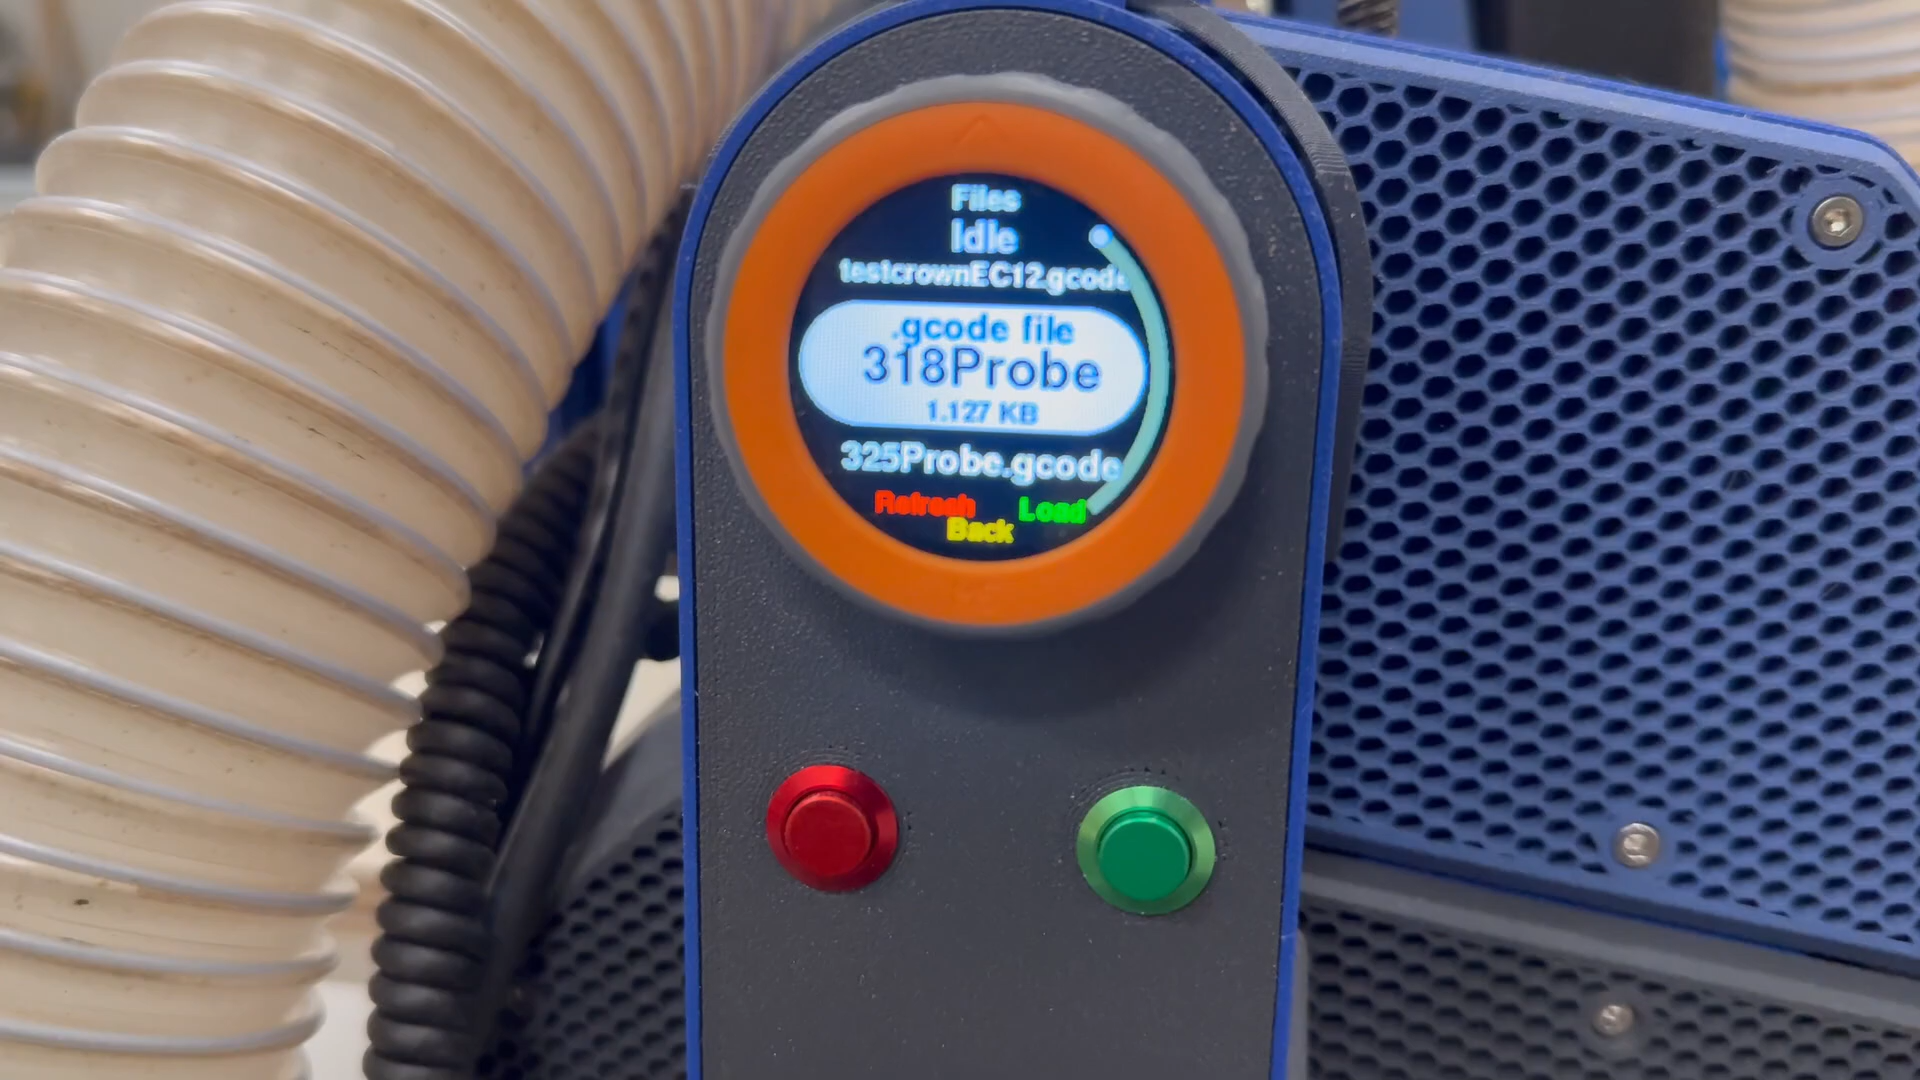 Files
Idle
testcrownEC12.gcode
.gcode file
318Probe
1.127 KB
325Probe.gcode
Refresh Load
Back